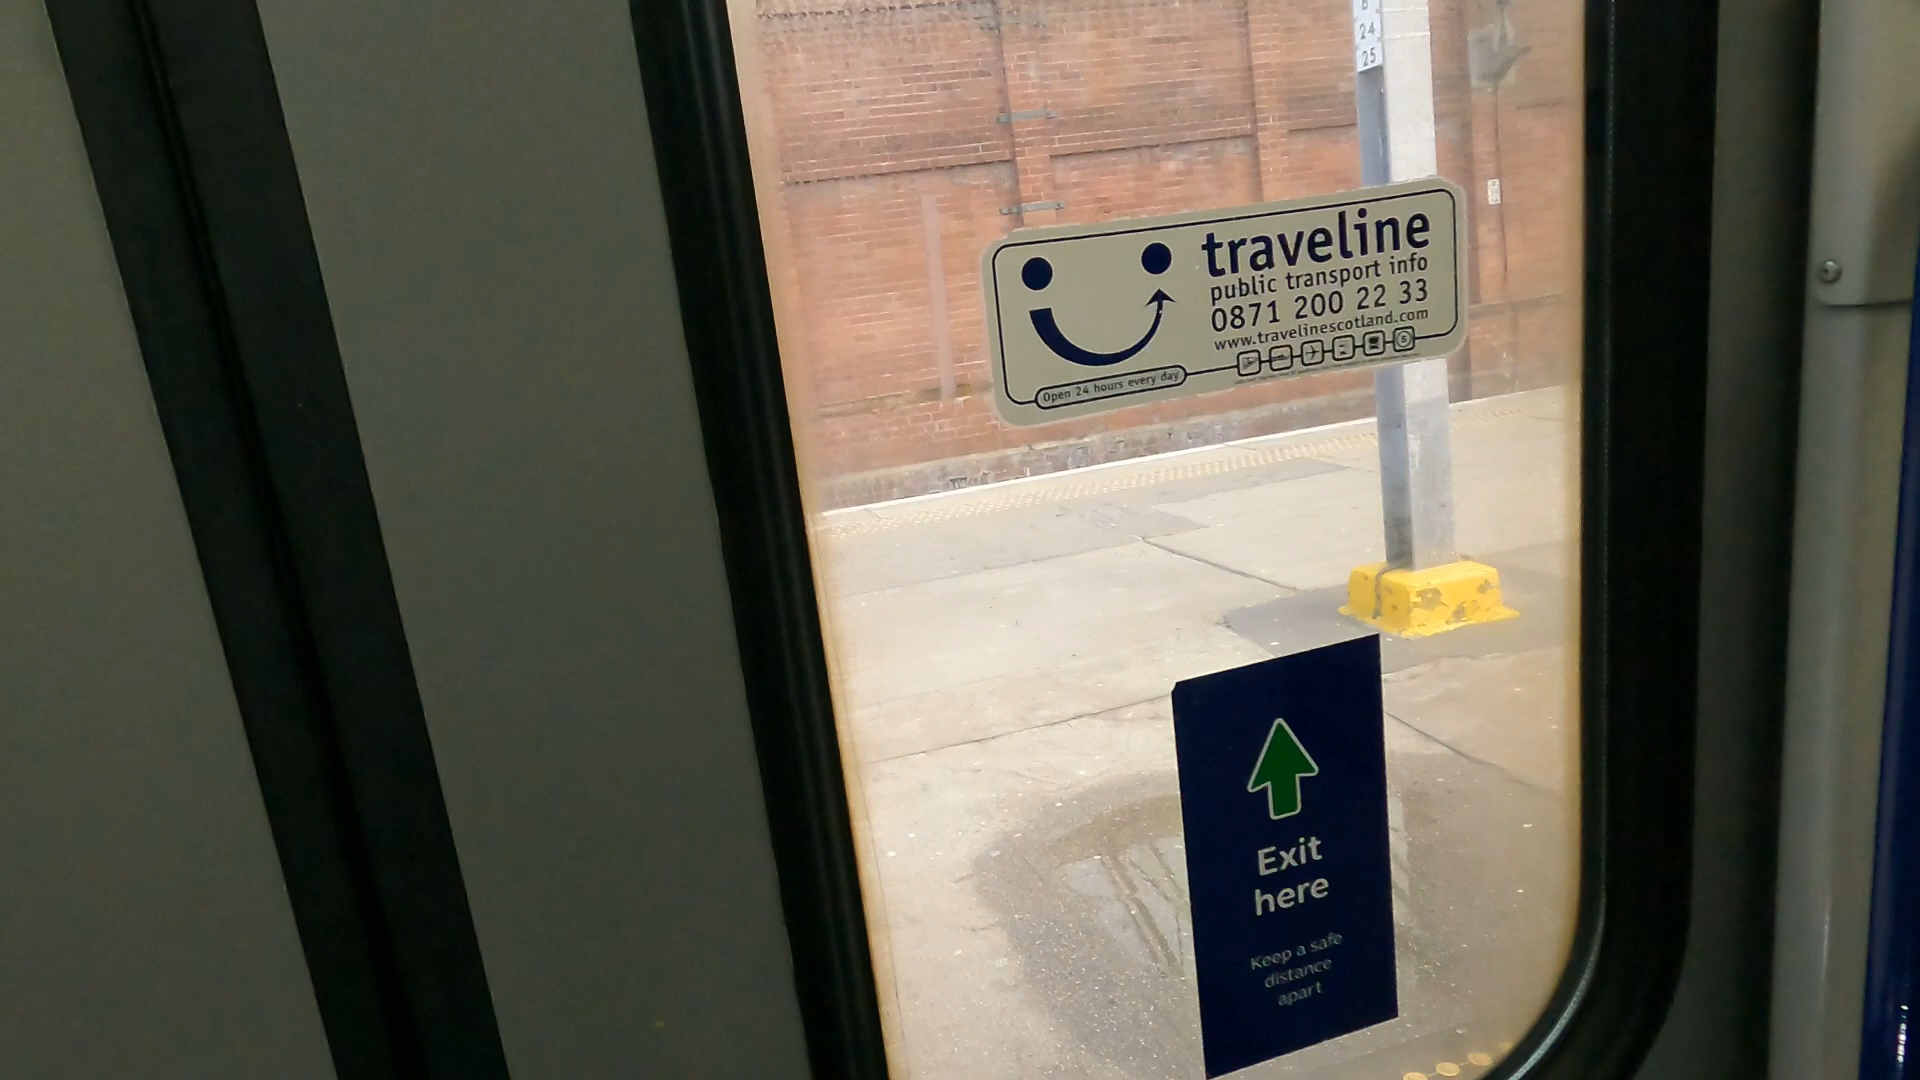 24
25
traveline
public transport info
0871 200 22 33
www.travelinescotland.com
Open 24 hours every day
Exit
here
Keep a safe
distance
apart